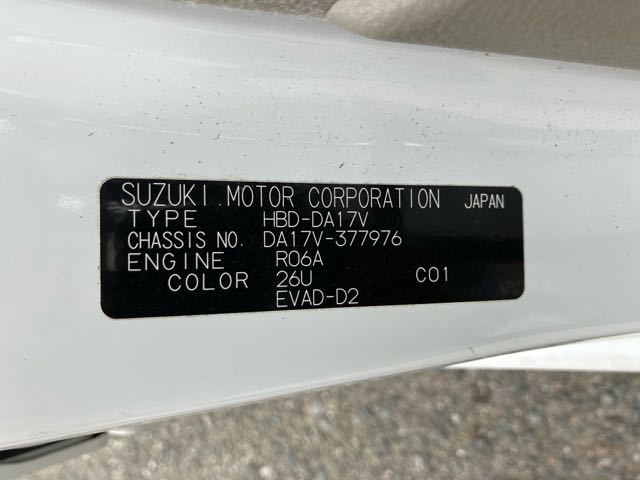 SUZUKI MOTOR CORPORATION JAPAN
TYPE HBD-DA17V
CHASSIS NO. DA17V-377976
ENGINE R06A
COLOR 26U C01
EVAD-D2